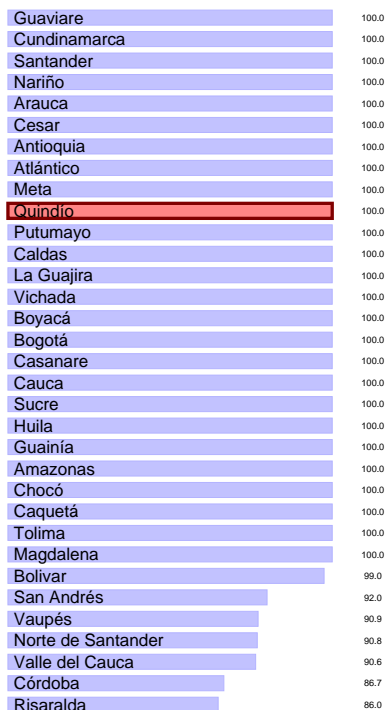 Guaviare 100.0
Cundinamarca 100.0
Santander 100.0
Nariño 100.0
Arauca 100.0
Cesar 100.0
Antioquia 100.0
Atlántico 100.0
Meta 100.0
Quindío 100.0
Putumayo 100.0
Caldas 100.0
La Guajira 100.0
Vichada 100.0
Boyacá 100.0
Bogotá 100.0
Casanare 100.0
Cauca 100.0
Sucre 100.0
Huila 100.0
Guainía 100.0
Amazonas 100.0
Chocó 100.0
Caquetá 100.0
Tolima 100.0
Magdalena 100.0
Bolivar 99.0
San Andrés 92.0
Vaupés 90.9
Norte de Santander 90.8
Valle del Cauca 90.6
Córdoba 86.7
Risaralda 86.0